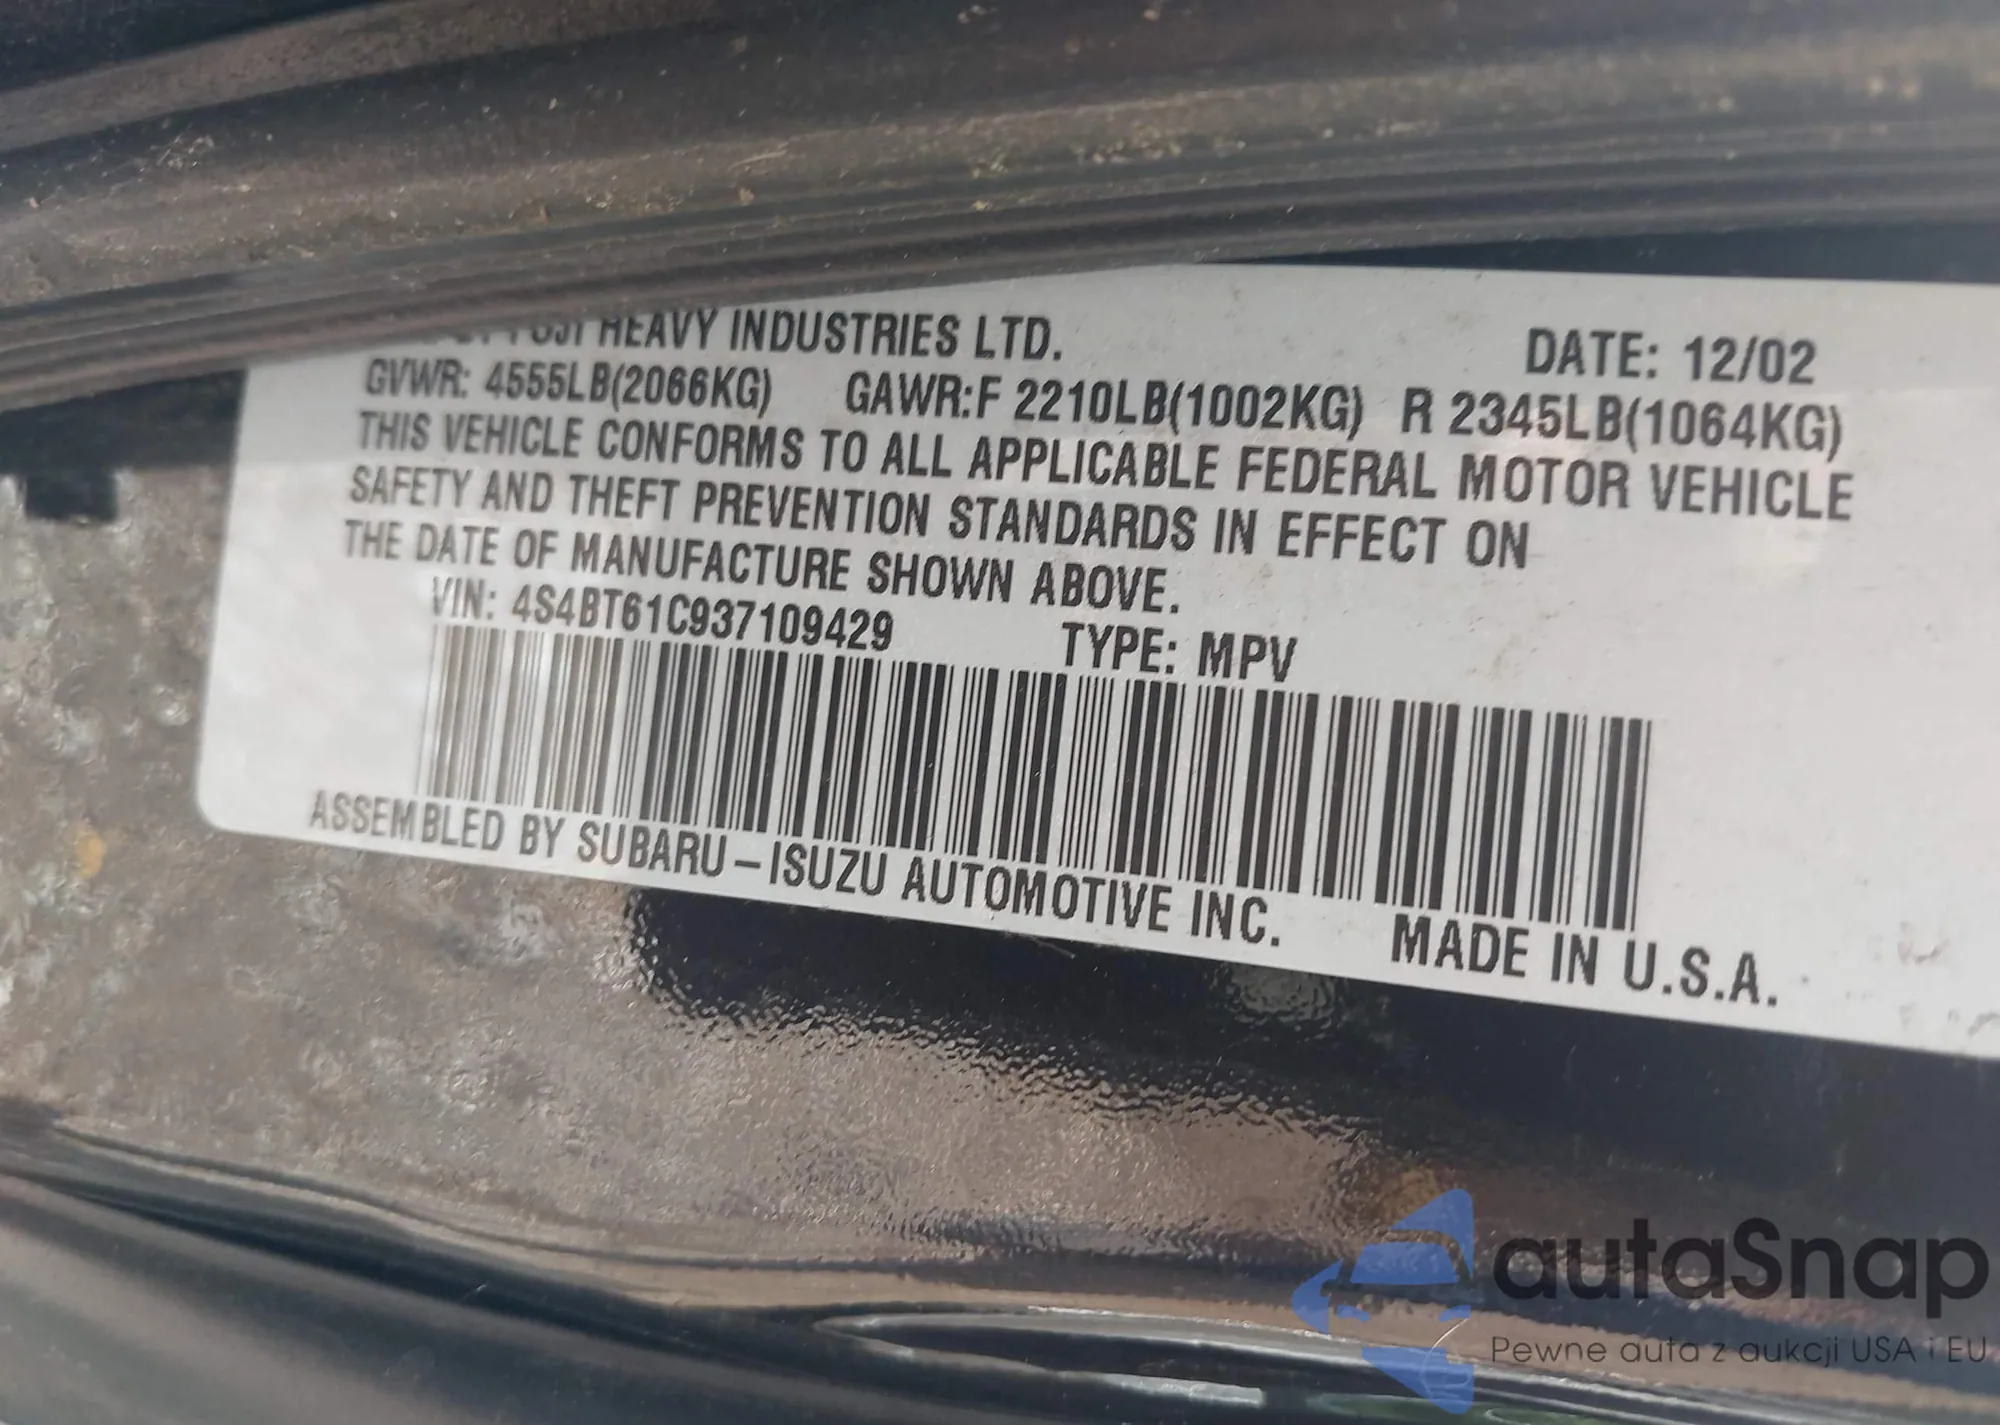 FUJI HEAVY INDUSTRIES LTD.
DATE: 12/02
GVWR: 4555LB(2066KG) GAWR:F 2210LB(1002KG) R 2345LB(1064KG)
THIS VEHICLE CONFORMS TO ALL APPLICABLE FEDERAL MOTOR VEHICLE
SAFETY AND THEFT PREVENTION STANDARDS IN EFFECT ON
THE DATE OF MANUFACTURE SHOWN ABOVE.
VIN: 4S4BT61C937109429 TYPE: MPV
ASSEMBLED BY SUBARU-ISUZU AUTOMOTIVE INC. MADE IN U.S.A.
autaSnap
Pewne auta z aukcji USA i EU